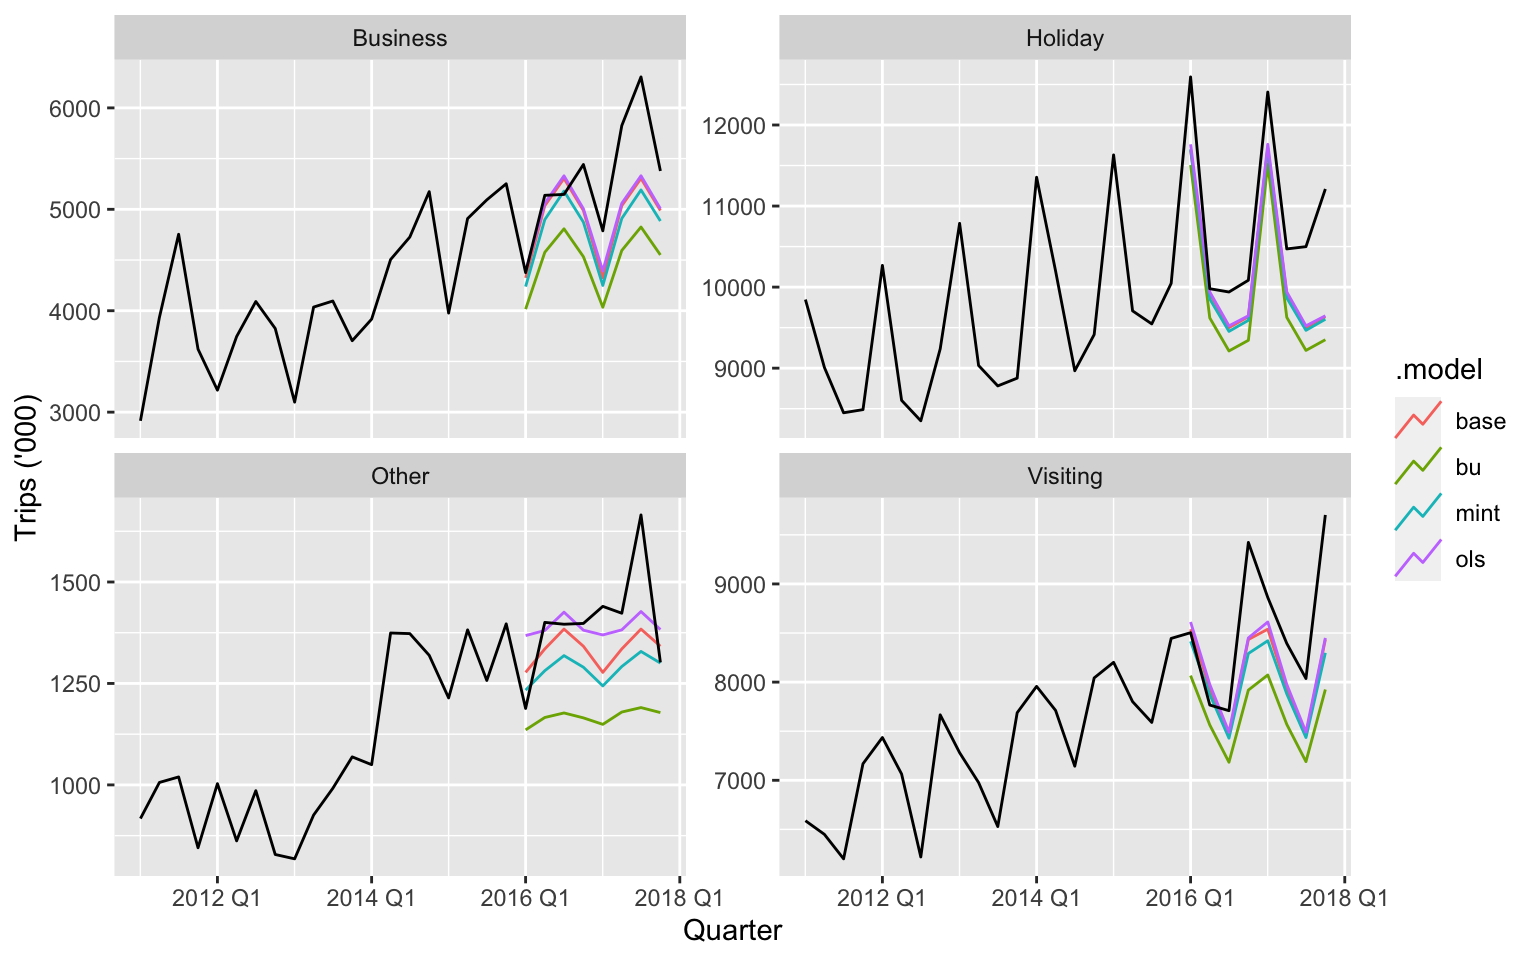 Business
Holiday
6000
5000
4000
3000
12000
11000
10000
9000
Other
Visiting
1500
1250
1000
9000
8000
7000
2012 Q1
2014 Q1
2016 Q1
2018 Q1
2012 Q1
2014 Q1
2016 Q1
2018 Q1
Quarter
Trips ('000)
.model
base
bu
mint
ols